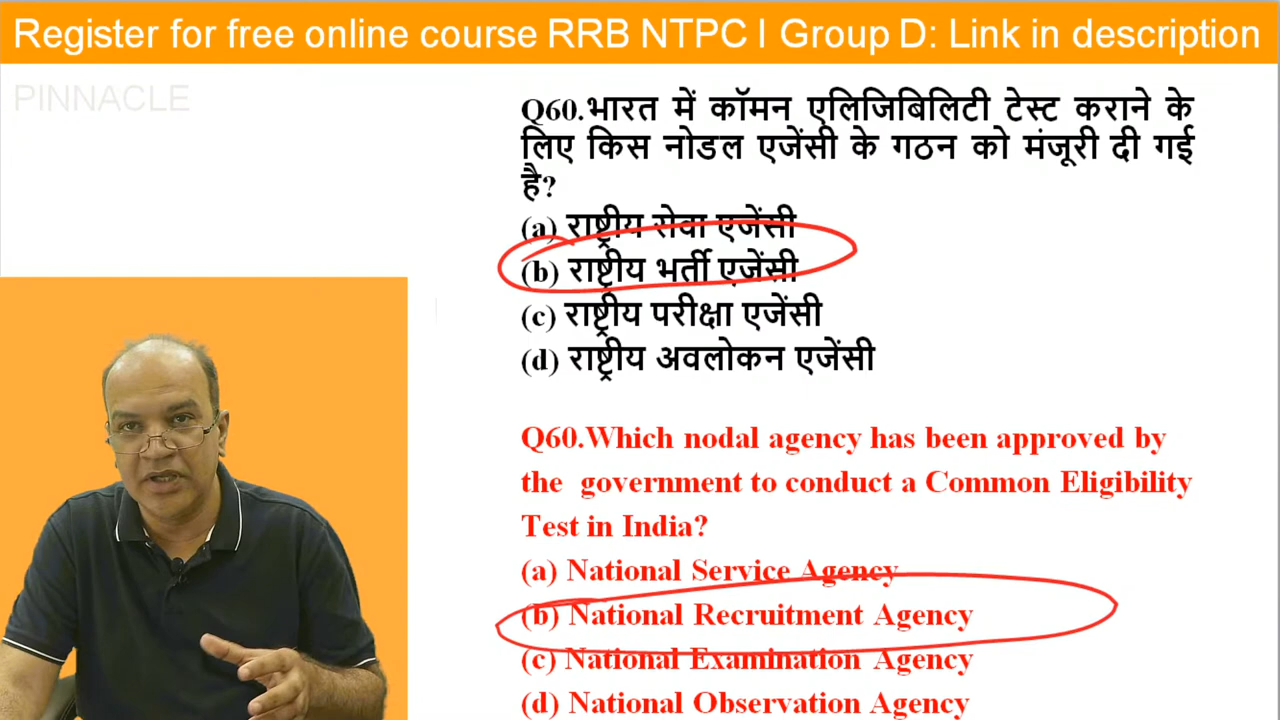 Register for free online course RRB NTPC I Group D: Link in description
PINNACLE
Q60.भारत में कॉमन एलिजिबिलिटी टेस्ट कराने के
लिए किस नोडल एजेंसी के गठन को मंजूरी दी गई
है?
(a) राष्ट्रीय सेवा एजेंसी
(b) राष्ट्रीय भर्ती एजेंसी
(c) राष्ट्रीय परीक्षा एजेंसी
(d) राष्ट्रीय अवलोकन एजेंसी
Q60.Which nodal agency has been approved by
the government to conduct a Common Eligibility
Test in India?
(a) National Service Agency
(b) National Recruitment Agency
(c) National Examination Agency
(d) National Observation Agency